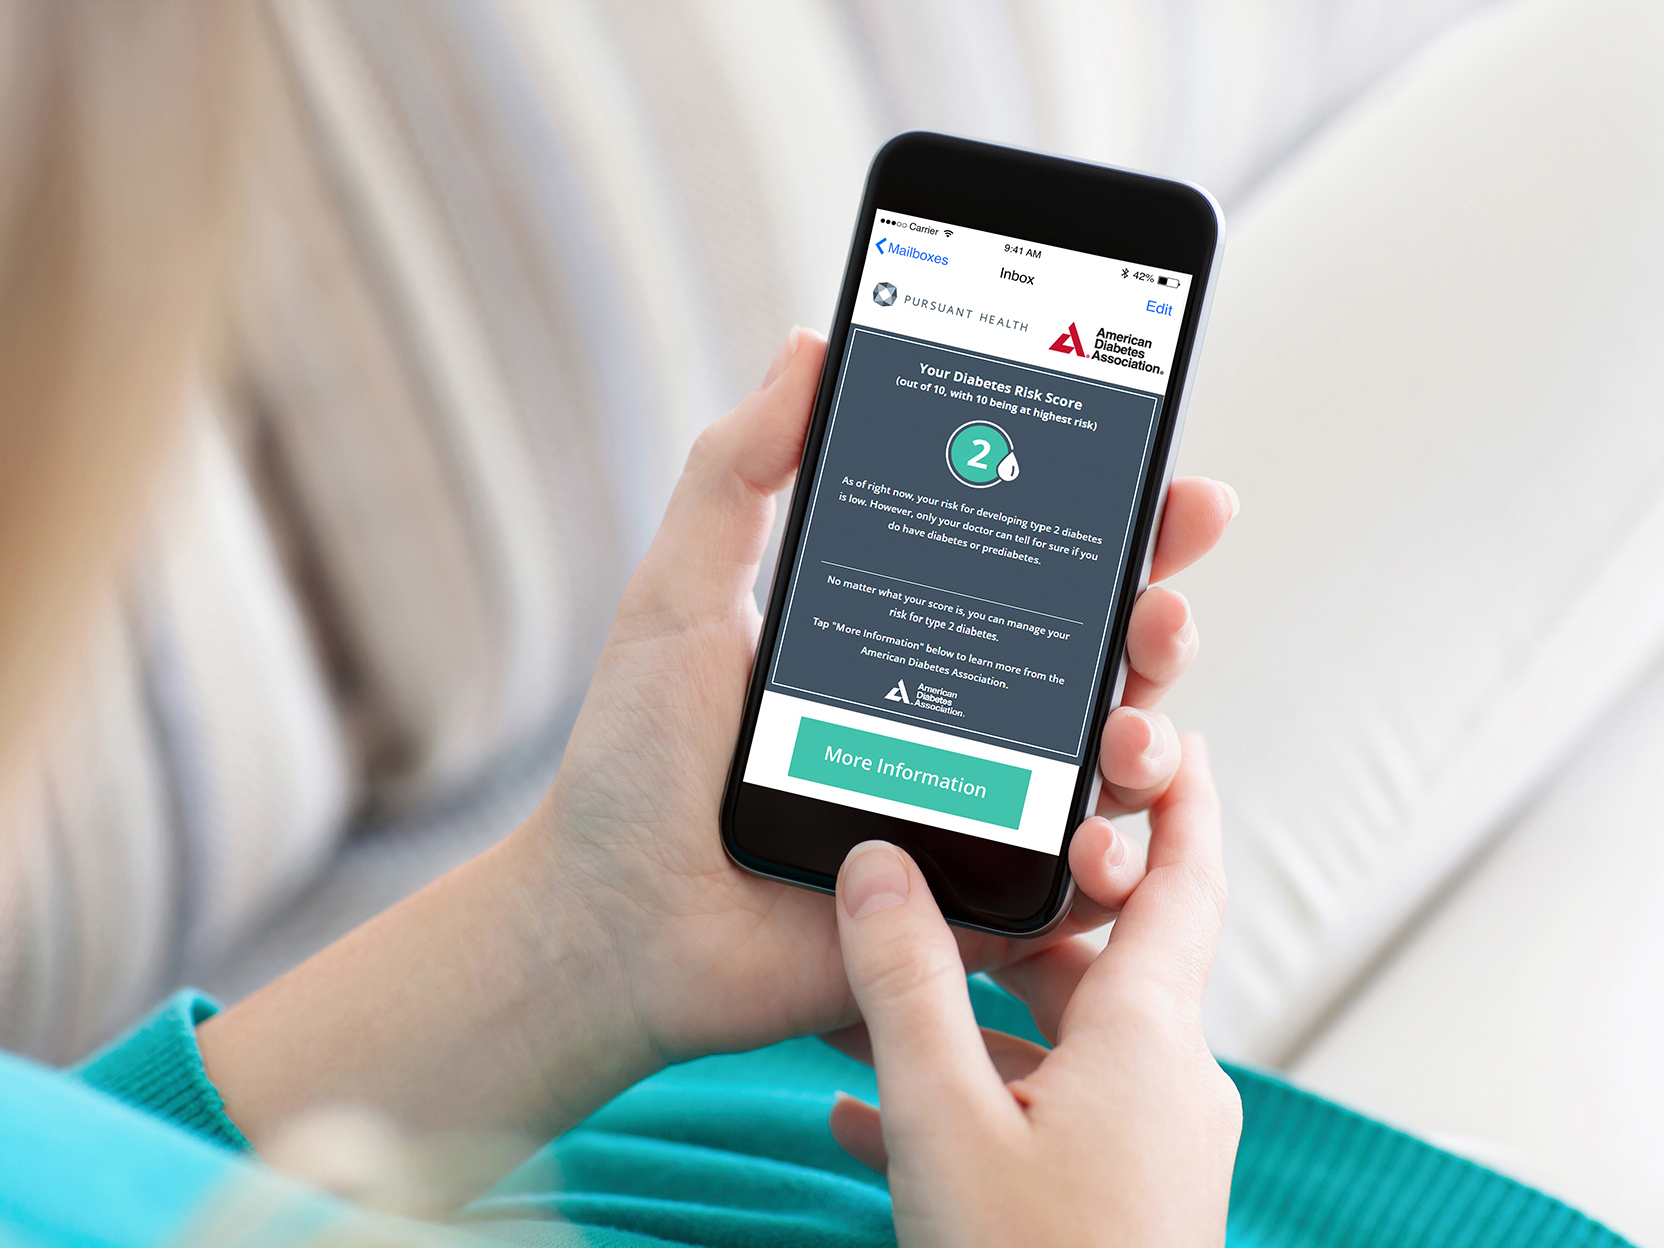 Carrier
9:41 AM
42%
Mailboxes
Inbox
Edit
PURSUANT HEALTH
American
Diabetes
Association®
Your Diabetes Risk Score
(out of 10, with 10 being at highest risk)
2
As of right now, your risk for developing type 2 diabetes
is low. However, only your doctor can tell for sure if you
do have diabetes or prediabetes.
No matter what your score is, you can manage your
risk for type 2 diabetes.
Tap "More Information" below to learn more from the
American Diabetes Association.
American
Diabetes
Association.
More Information